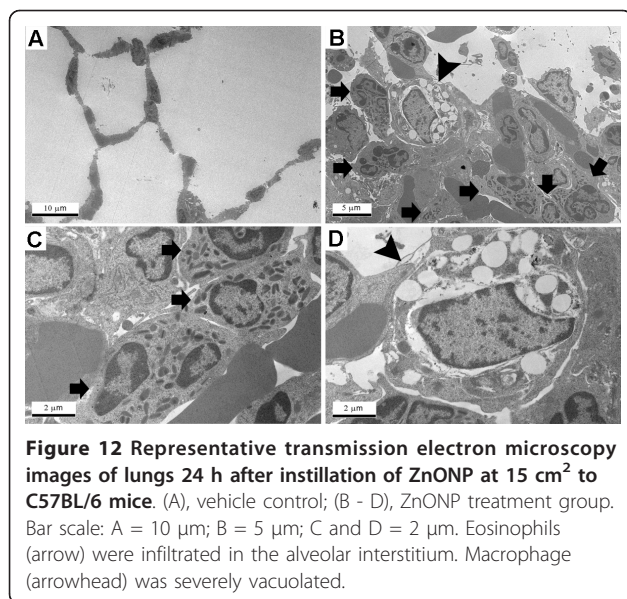 A
B
10 µm
5 µm
C
D
2 µm
2 µm
Figure 12 Representative transmission electron microscopy
images of lungs 24 h after instillation of ZnONP at 15 cm² to
C57BL/6 mice. (A), vehicle control; (B - D), ZnONP treatment group.
Bar scale: A = 10 μm; B = 5 μm; C and D = 2 μm. Eosinophils
(arrow) were infiltrated in the alveolar interstitium. Macrophage
(arrowhead) was severely vacuolated.